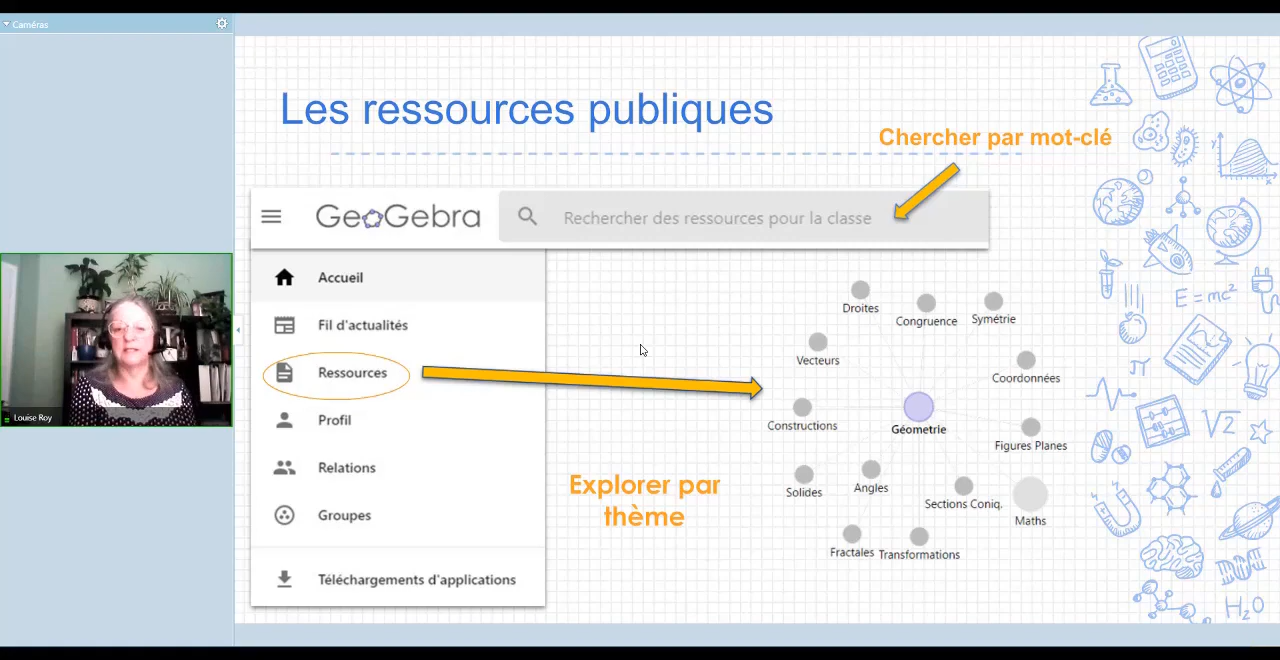 Caméras
Les ressources publiques
Chercher par mot-clé
GeoGebra
Rechercher des ressources pour la classe
Accueil
Fil d'actualités
Ressources
Profil
Relations
Groupes
Téléchargements d'applications
Explorer par
thème
Droites
Congruence
Symétrie
Vecteurs
Coordonnées
Constructions
Géometrie
Figures Planes
Solides
Angles
Sections Coniq.
Maths
Fractales
Transformations
Louise Roy
E=mc²
π
√2
H₂O
y
x